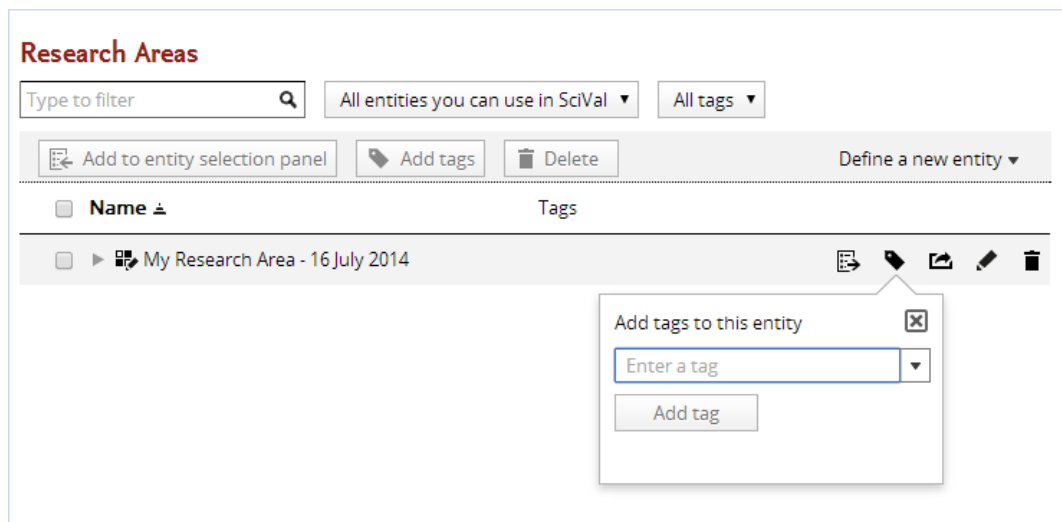 Research Areas
Type to filter All entities you can use in SciVal All tags
Add to entity selection panel Add tags Delete Define a new entity
Name Tags
My Research Area - 16 July 2014
Add tags to this entity
Enter a tag
Add tag